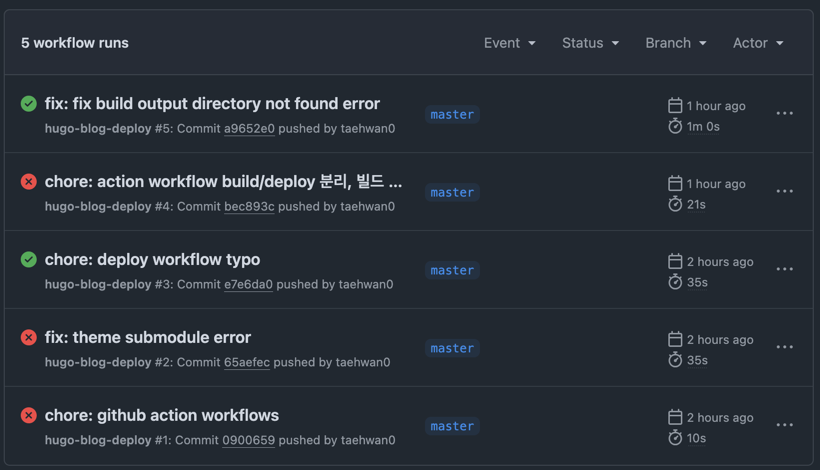 5 workflow runs
Event Status Branch Actor
fix: fix build output directory not found error
hugo-blog-deploy #5: Commit a9652e0 pushed by taehwan0
master
1 hour ago
1m 0s
chore: action workflow build/deploy 분리, 빌드 ...
hugo-blog-deploy #4: Commit bec893c pushed by taehwan0
master
1 hour ago
21s
chore: deploy workflow typo
hugo-blog-deploy #3: Commit e7e6da0 pushed by taehwan0
master
2 hours ago
35s
fix: theme submodule error
hugo-blog-deploy #2: Commit 65aefec pushed by taehwan0
master
2 hours ago
35s
chore: github action workflows
hugo-blog-deploy #1: Commit 0900659 pushed by taehwan0
master
2 hours ago
10s